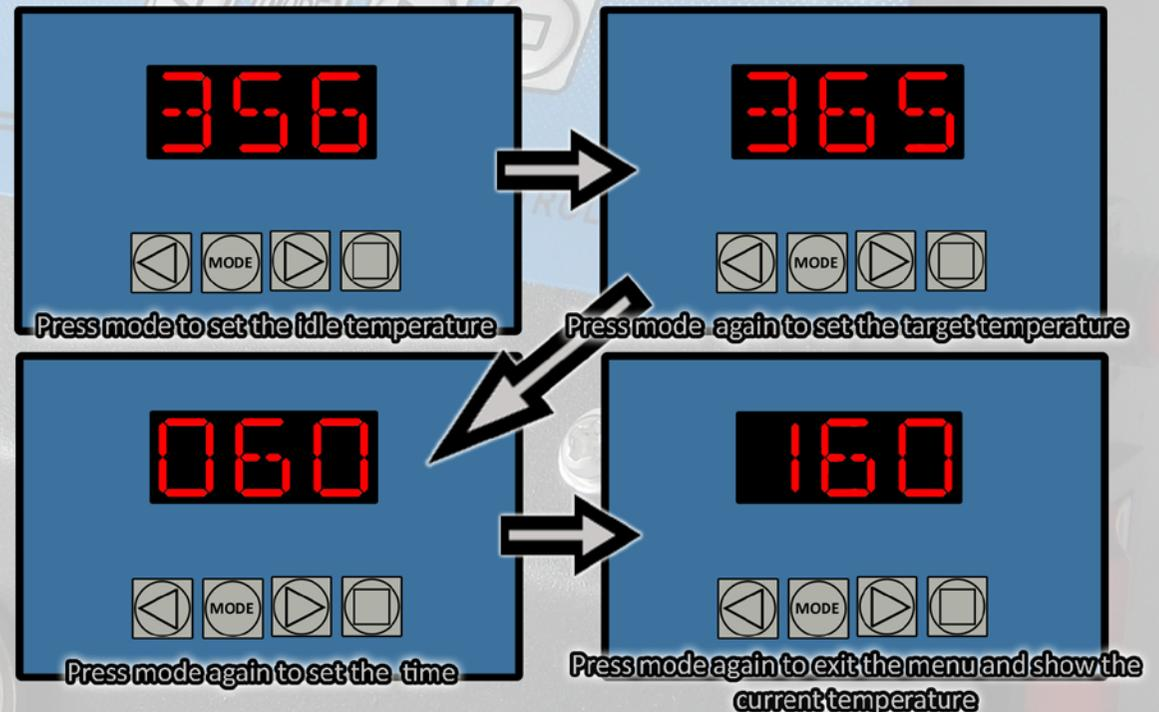 356
MODE
Press mode to set the idle temperature
365
MODE
Press mode again to set the target temperature
060
MODE
Press mode again to set the time
160
MODE
Press mode again to exit the menu and show the
current temperature